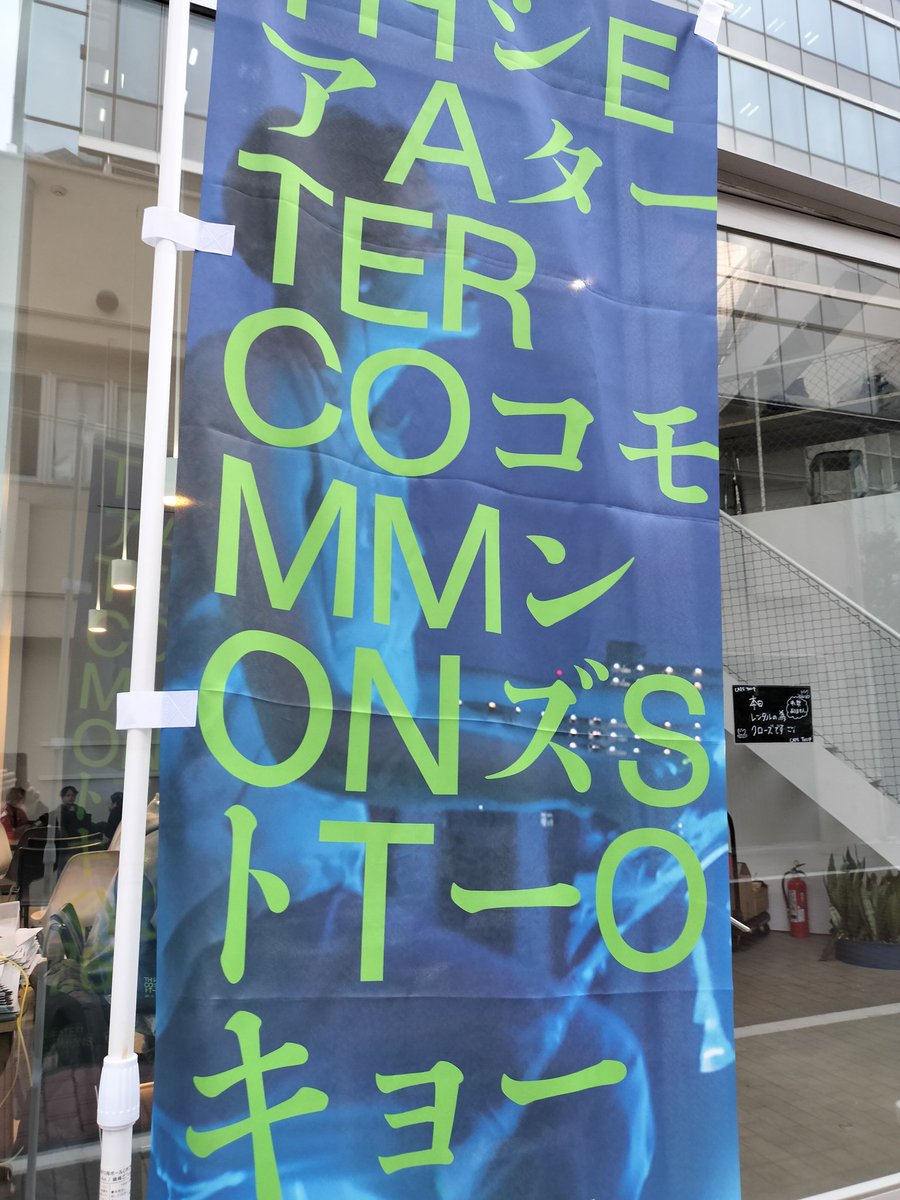 THシE
アAター
TER
COコモ
MMン
ONズS
トTーO
キョー
本日
レンタルの為
クローズです